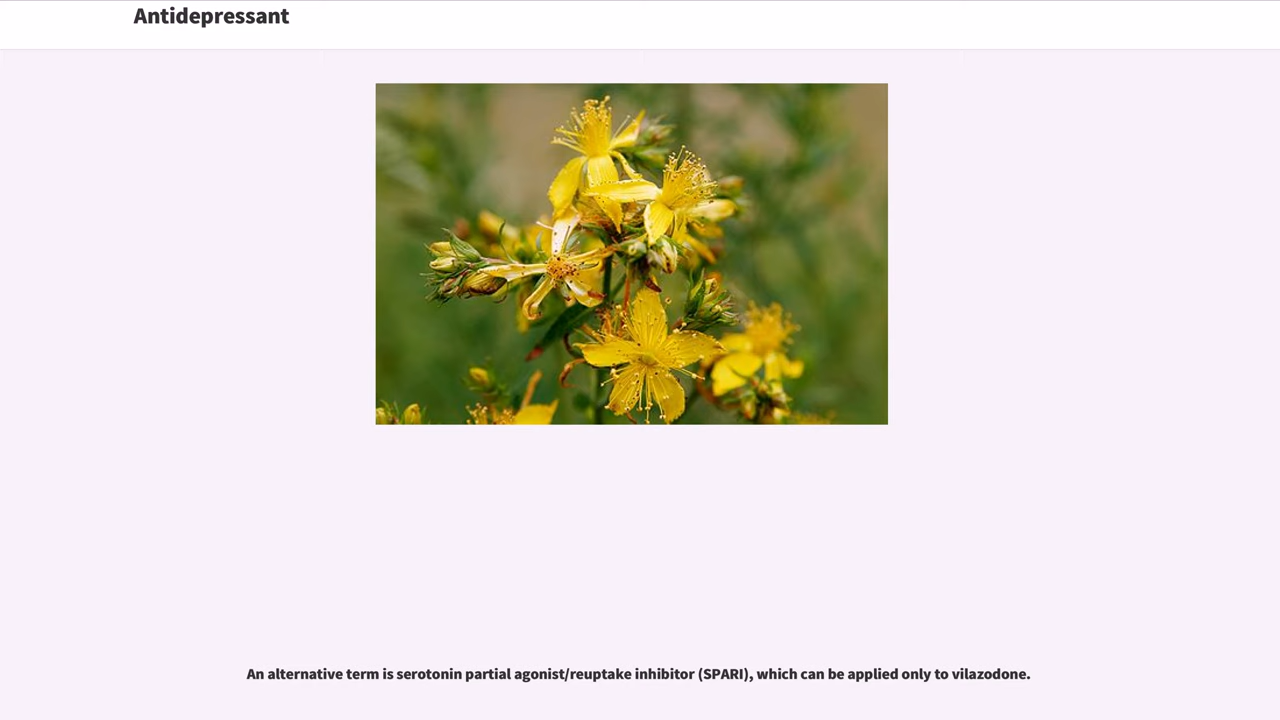 Antidepressant
An alternative term is serotonin partial agonist/reuptake inhibitor (SPARI), which can be applied only to vilazodone.